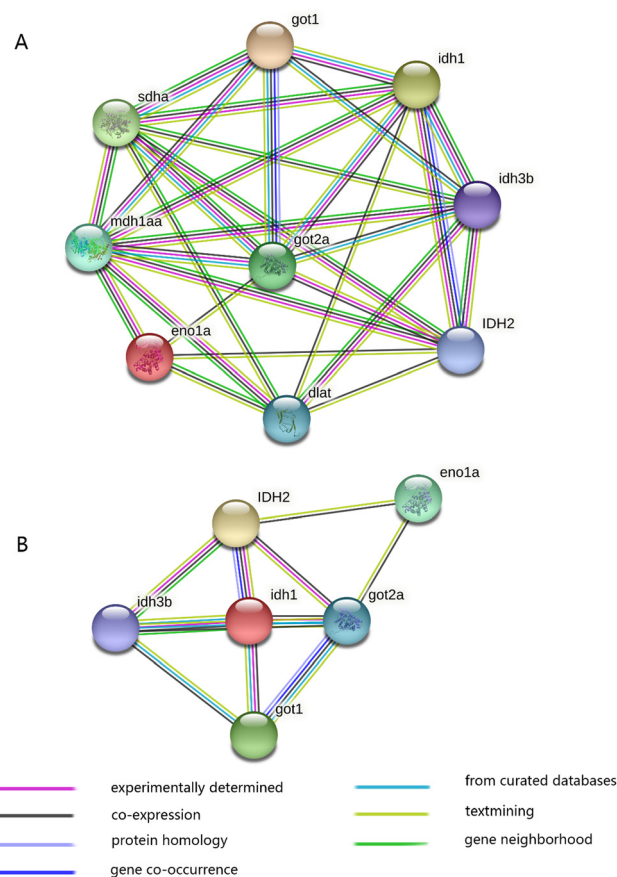 A
got1
idh1
sdha
idh3b
mdh1aa
got2a
eno1a
IDH2
dlat
B
eno1a
IDH2
idh3b
idh1
got2a
got1
experimentally determined
co-expression
protein homology
gene co-occurrence
from curated databases
textmining
gene neighborhood